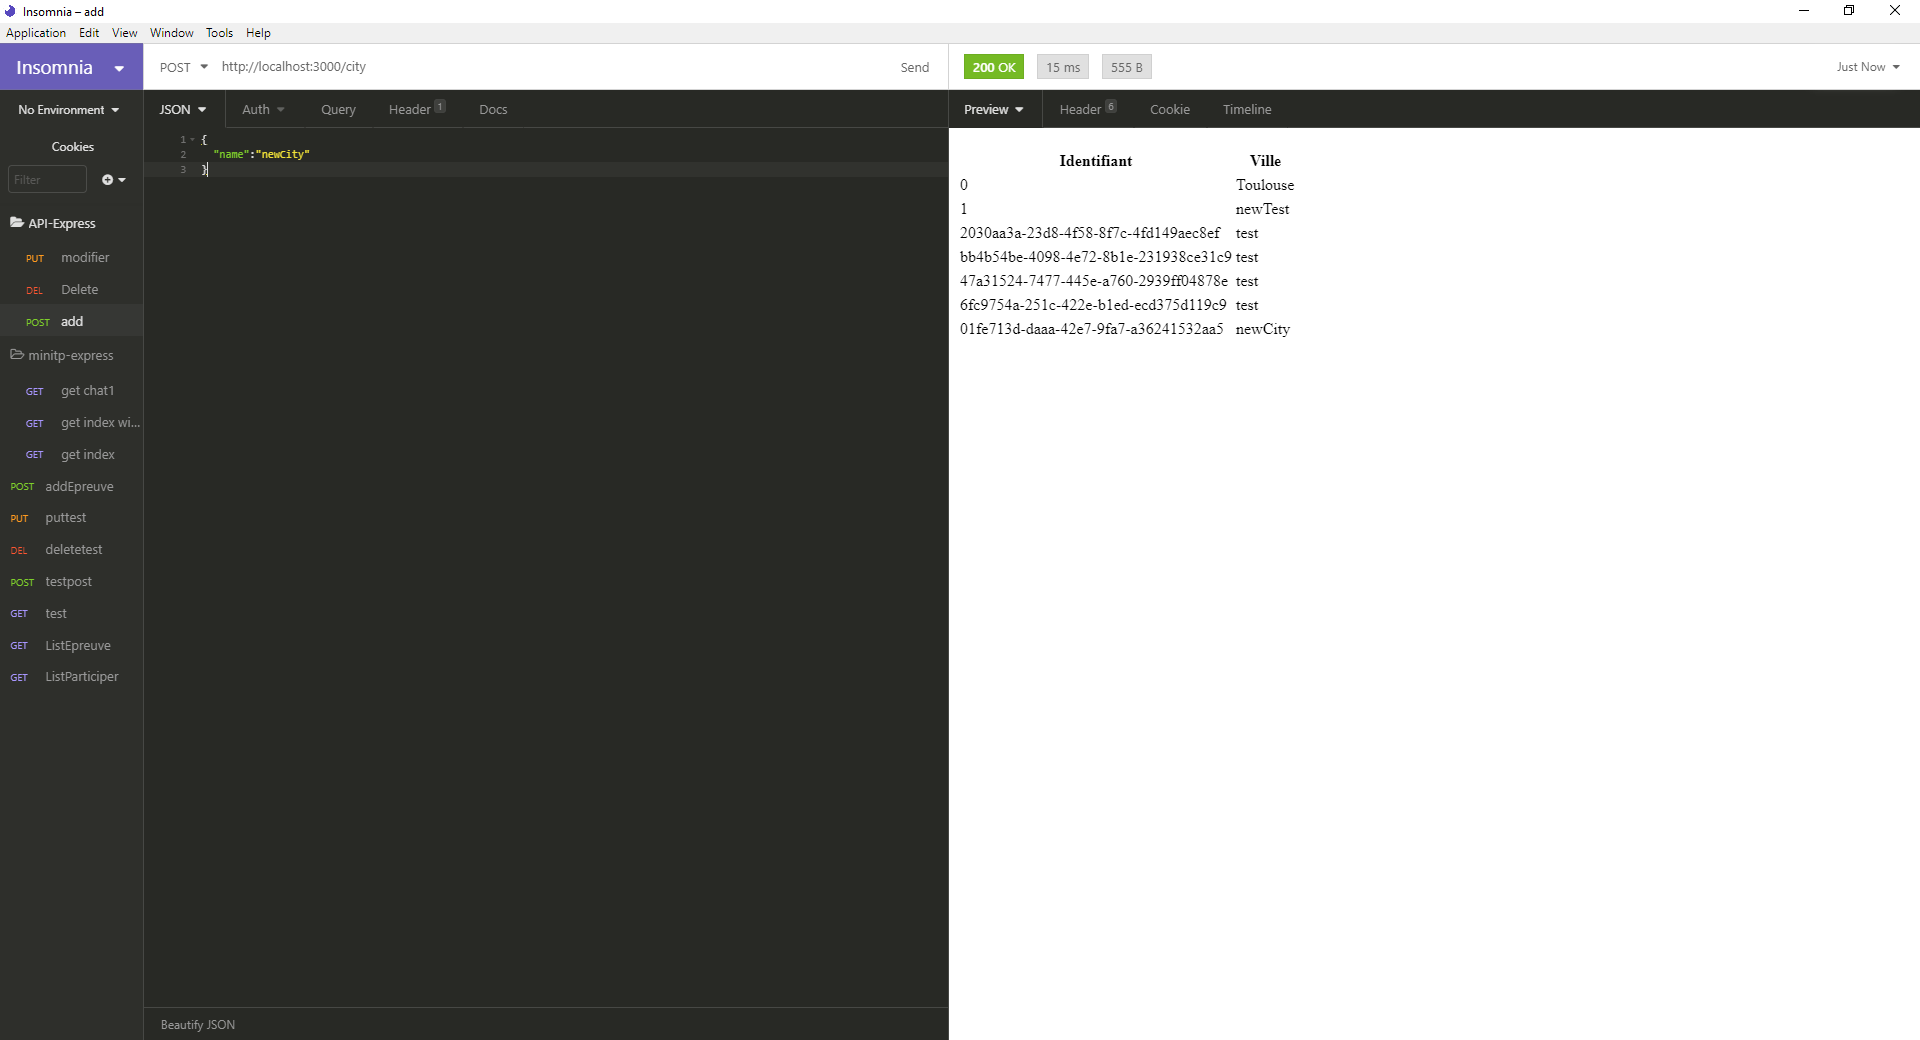 Insomnia – add
Application Edit View Window Tools Help
Insomnia
POST http://localhost:3000/city Send
200 OK 15 ms 555 B Just Now
No Environment
JSON Auth Query Header 1 Docs
Preview Header 6 Cookie Timeline
Cookies
Filter
API-Express
PUT modifier
DEL Delete
POST add
minitp-express
GET get chat1
GET get index wi...
GET get index
POST addEpreuve
PUT puttest
DEL deletetest
POST testpost
GET test
GET ListEpreuve
GET ListParticiper
1 {
2 "name":"newCity"
3 }
Beautify JSON
Identifiant Ville
0 Toulouse
1 newTest
2030aa3a-23d8-4f58-8f7c-4fd149aec8ef test
bb4b54be-4098-4e72-8b1e-231938ce31c9 test
47a31524-7477-445e-a760-2939ff04878e test
6fc9754a-251c-422e-b1ed-ecd375d119c9 test
01fe713d-daaa-42e7-9fa7-a36241532aa5 newCity